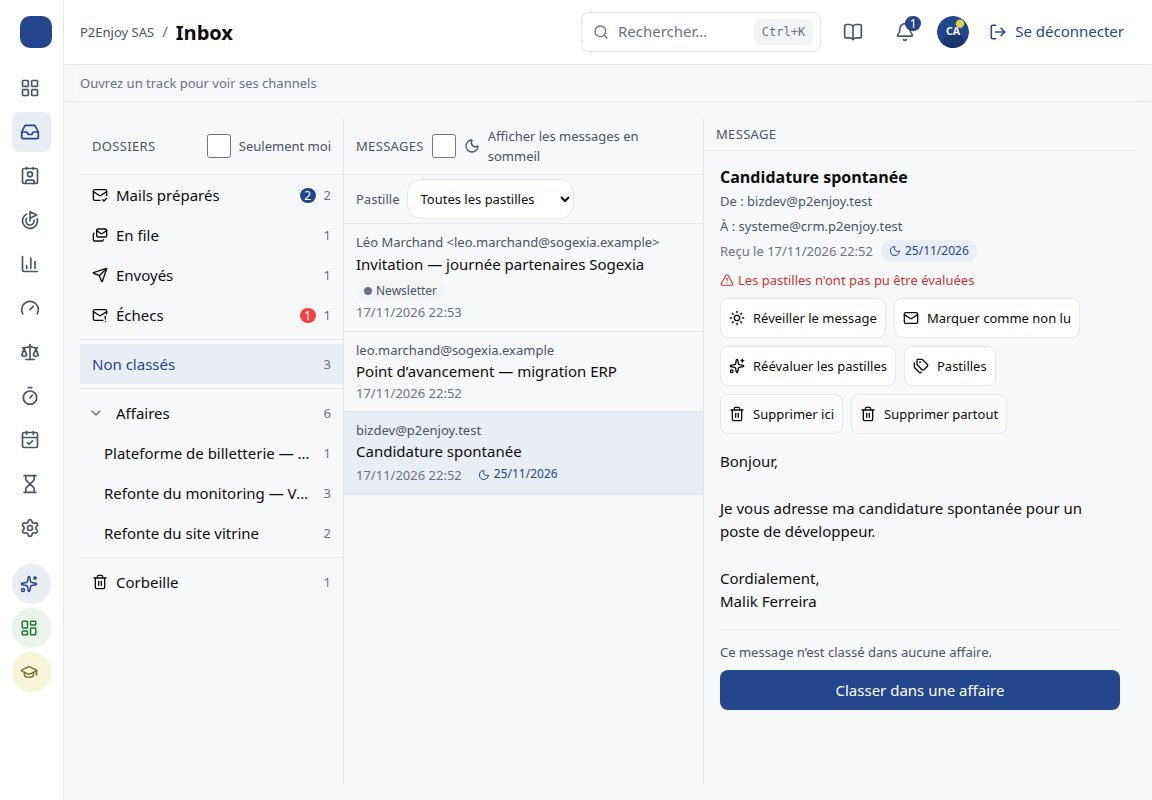 P2Enjoy SAS / Inbox
Rechercher... Ctrl+K
1
CA
Se déconnecter
Ouvrez un track pour voir ses channels
DOSSIERS
Seulement moi
Mails préparés 2 2
En file 1
Envoyés 1
Échecs 1 1
Non classés 3
Affaires 6
Plateforme de billetterie — ... 1
Refonte du monitoring — V... 3
Refonte du site vitrine 2
Corbeille 1
MESSAGES
Afficher les messages en
sommeil
Pastille Toutes les pastilles
Léo Marchand <leo.marchand@sogexia.example>
Invitation — journée partenaires Sogexia
Newsletter
17/11/2026 22:53
leo.marchand@sogexia.example
Point d'avancement — migration ERP
17/11/2026 22:52
bizdev@p2enjoy.test
Candidature spontanée
17/11/2026 22:52 25/11/2026
MESSAGE
Candidature spontanée
De : bizdev@p2enjoy.test
À : systeme@crm.p2enjoy.test
Reçu le 17/11/2026 22:52 25/11/2026
Les pastilles n'ont pas pu être évaluées
Réveiller le message Marquer comme non lu
Réévaluer les pastilles Pastilles
Supprimer ici Supprimer partout
Bonjour,
Je vous adresse ma candidature spontanée pour un
poste de développeur.
Cordialement,
Malik Ferreira
Ce message n'est classé dans aucune affaire.
Classer dans une affaire